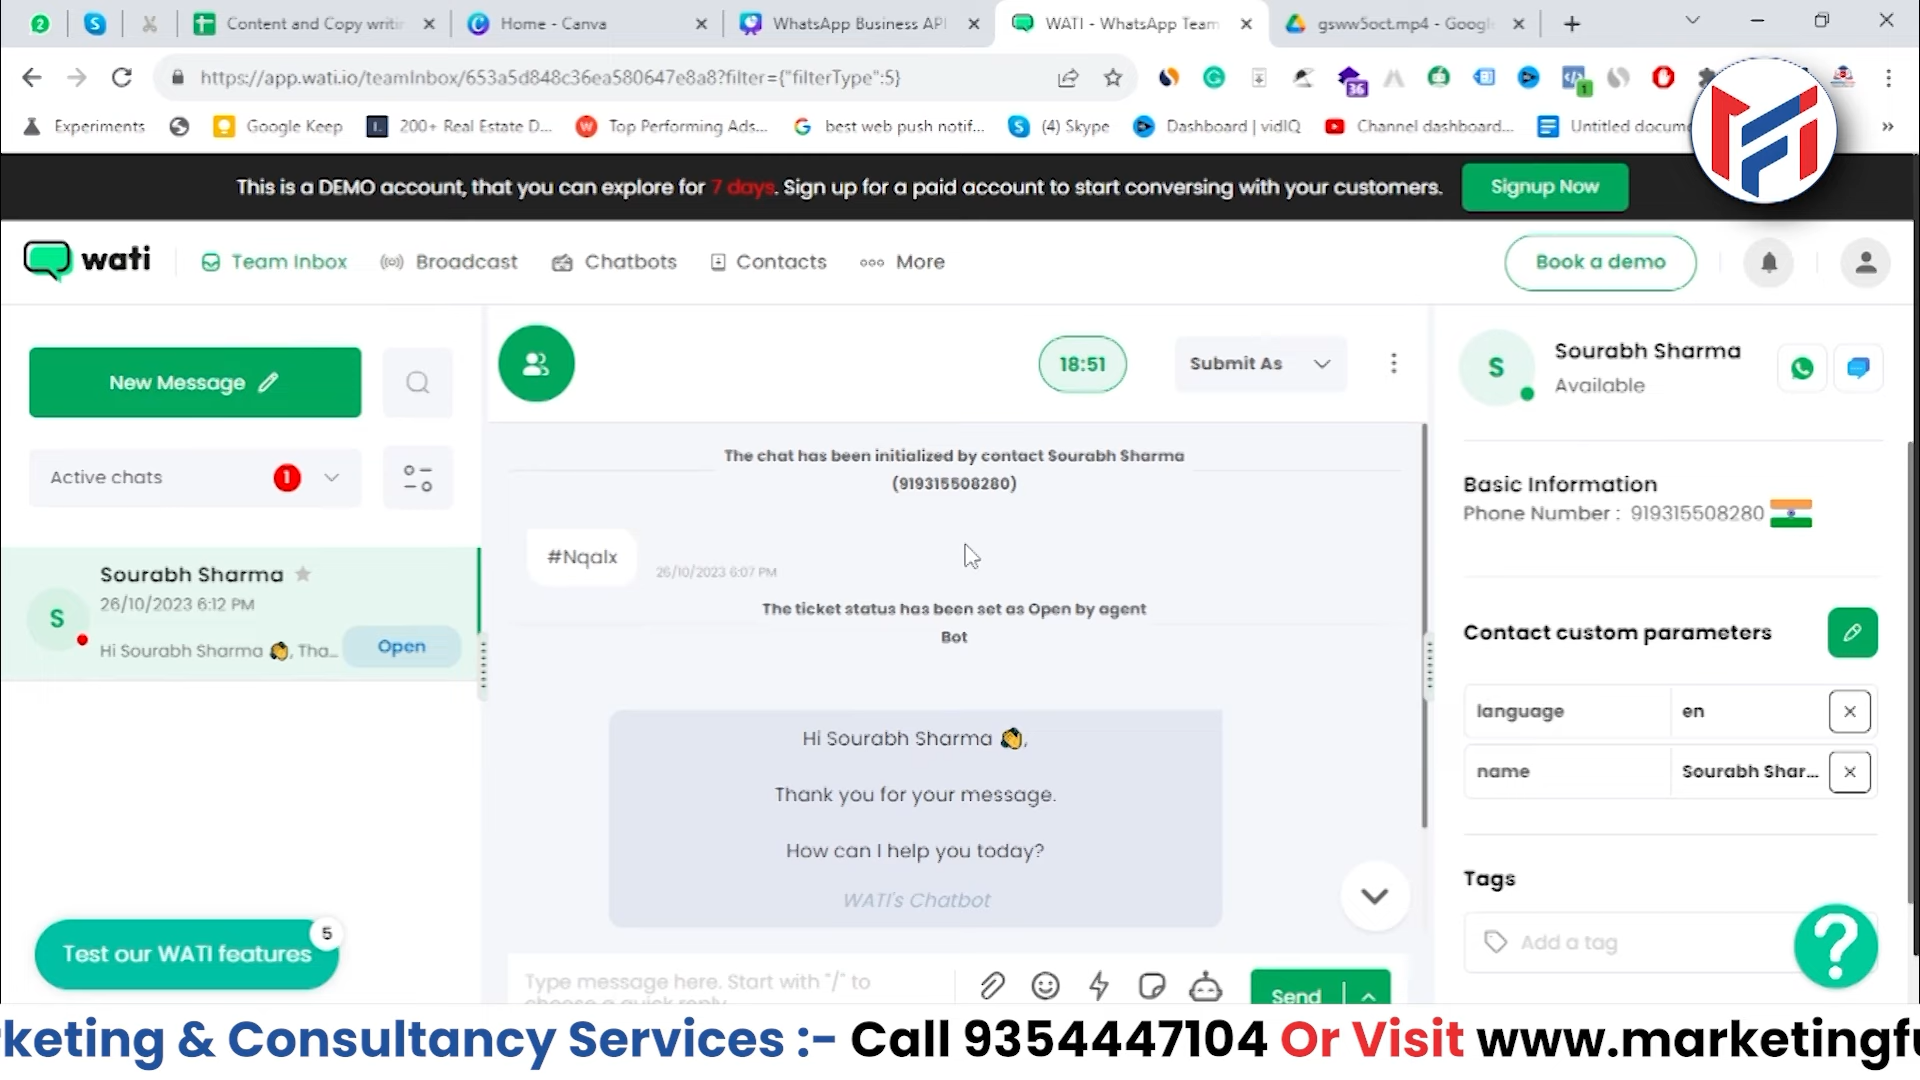 Content and Copy writi
Home - Canva
WhatsApp Business API
WATI - WhatsApp Team
gsww5oct.mp4 - Google
https://app.wati.io/teamInbox/653a5d848c36ea580647e8a8?filter={"filterType":5}
36
1
Experiments
Google Keep
200+ Real Estate D...
Top Performing Ads...
best web push notif...
(4) Skype
Dashboard | vidIQ
Channel dashboard...
Untitled docum
This is a DEMO account, that you can explore for 7 days. Sign up for a paid account to start conversing with your customers.
Signup Now
wati
Team Inbox
Broadcast
Chatbots
Contacts
More
Book a demo
New Message
Active chats
1
S
Sourabh Sharma
26/10/2023 6:12 PM
Hi Sourabh Sharma 👏, Tha...
Open
Test our WATI features
5
18:51
Submit As
The chat has been initialized by contact Sourabh Sharma
(919315508280)
#Nqalx
26/10/2023 6:07 PM
The ticket status has been set as Open by agent
Bot
Hi Sourabh Sharma 👏,
Thank you for your message.
How can I help you today?
WATI's Chatbot
Type message here. Start with "/" to
choose a quick reply
Send
S
Sourabh Sharma
Available
Basic Information
Phone Number : 919315508280
Contact custom parameters
language
en
name
Sourabh Shar...
Tags
Add a tag
?
rketing & Consultancy Services :- Call 9354447104 Or Visit www.marketingfu